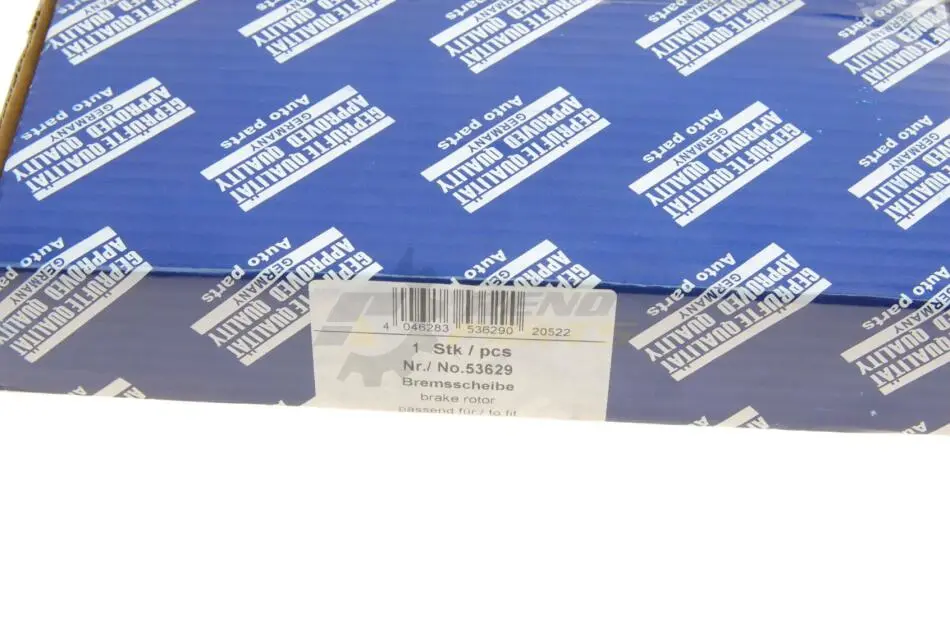 GEPRÜFTE QUALITÄT
APPROVED QUALITY
GERMANY
Auto parts
4 046283 536290 20522
1 Stk / pcs
Nr./ No.53629
Bremsscheibe
brake rotor
passend für / to fit